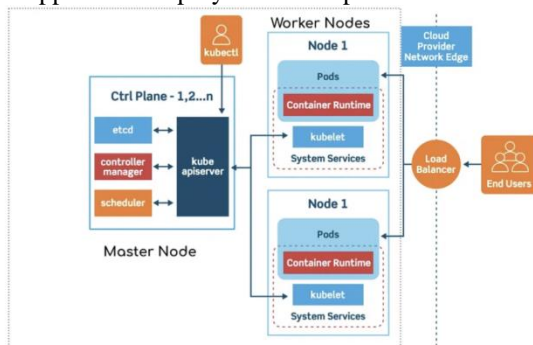 Worker Nodes
kubectl
Ctrl Plane - 1,2...n
etcd
controller
manager
scheduler
kube
apiserver
Master Node
Node 1
Pods
Container Runtime
kubelet
System Services
Node 1
Pods
Container Runtime
kubelet
System Services
Cloud
Provider
Network Edge
Load
Balancer
End Users